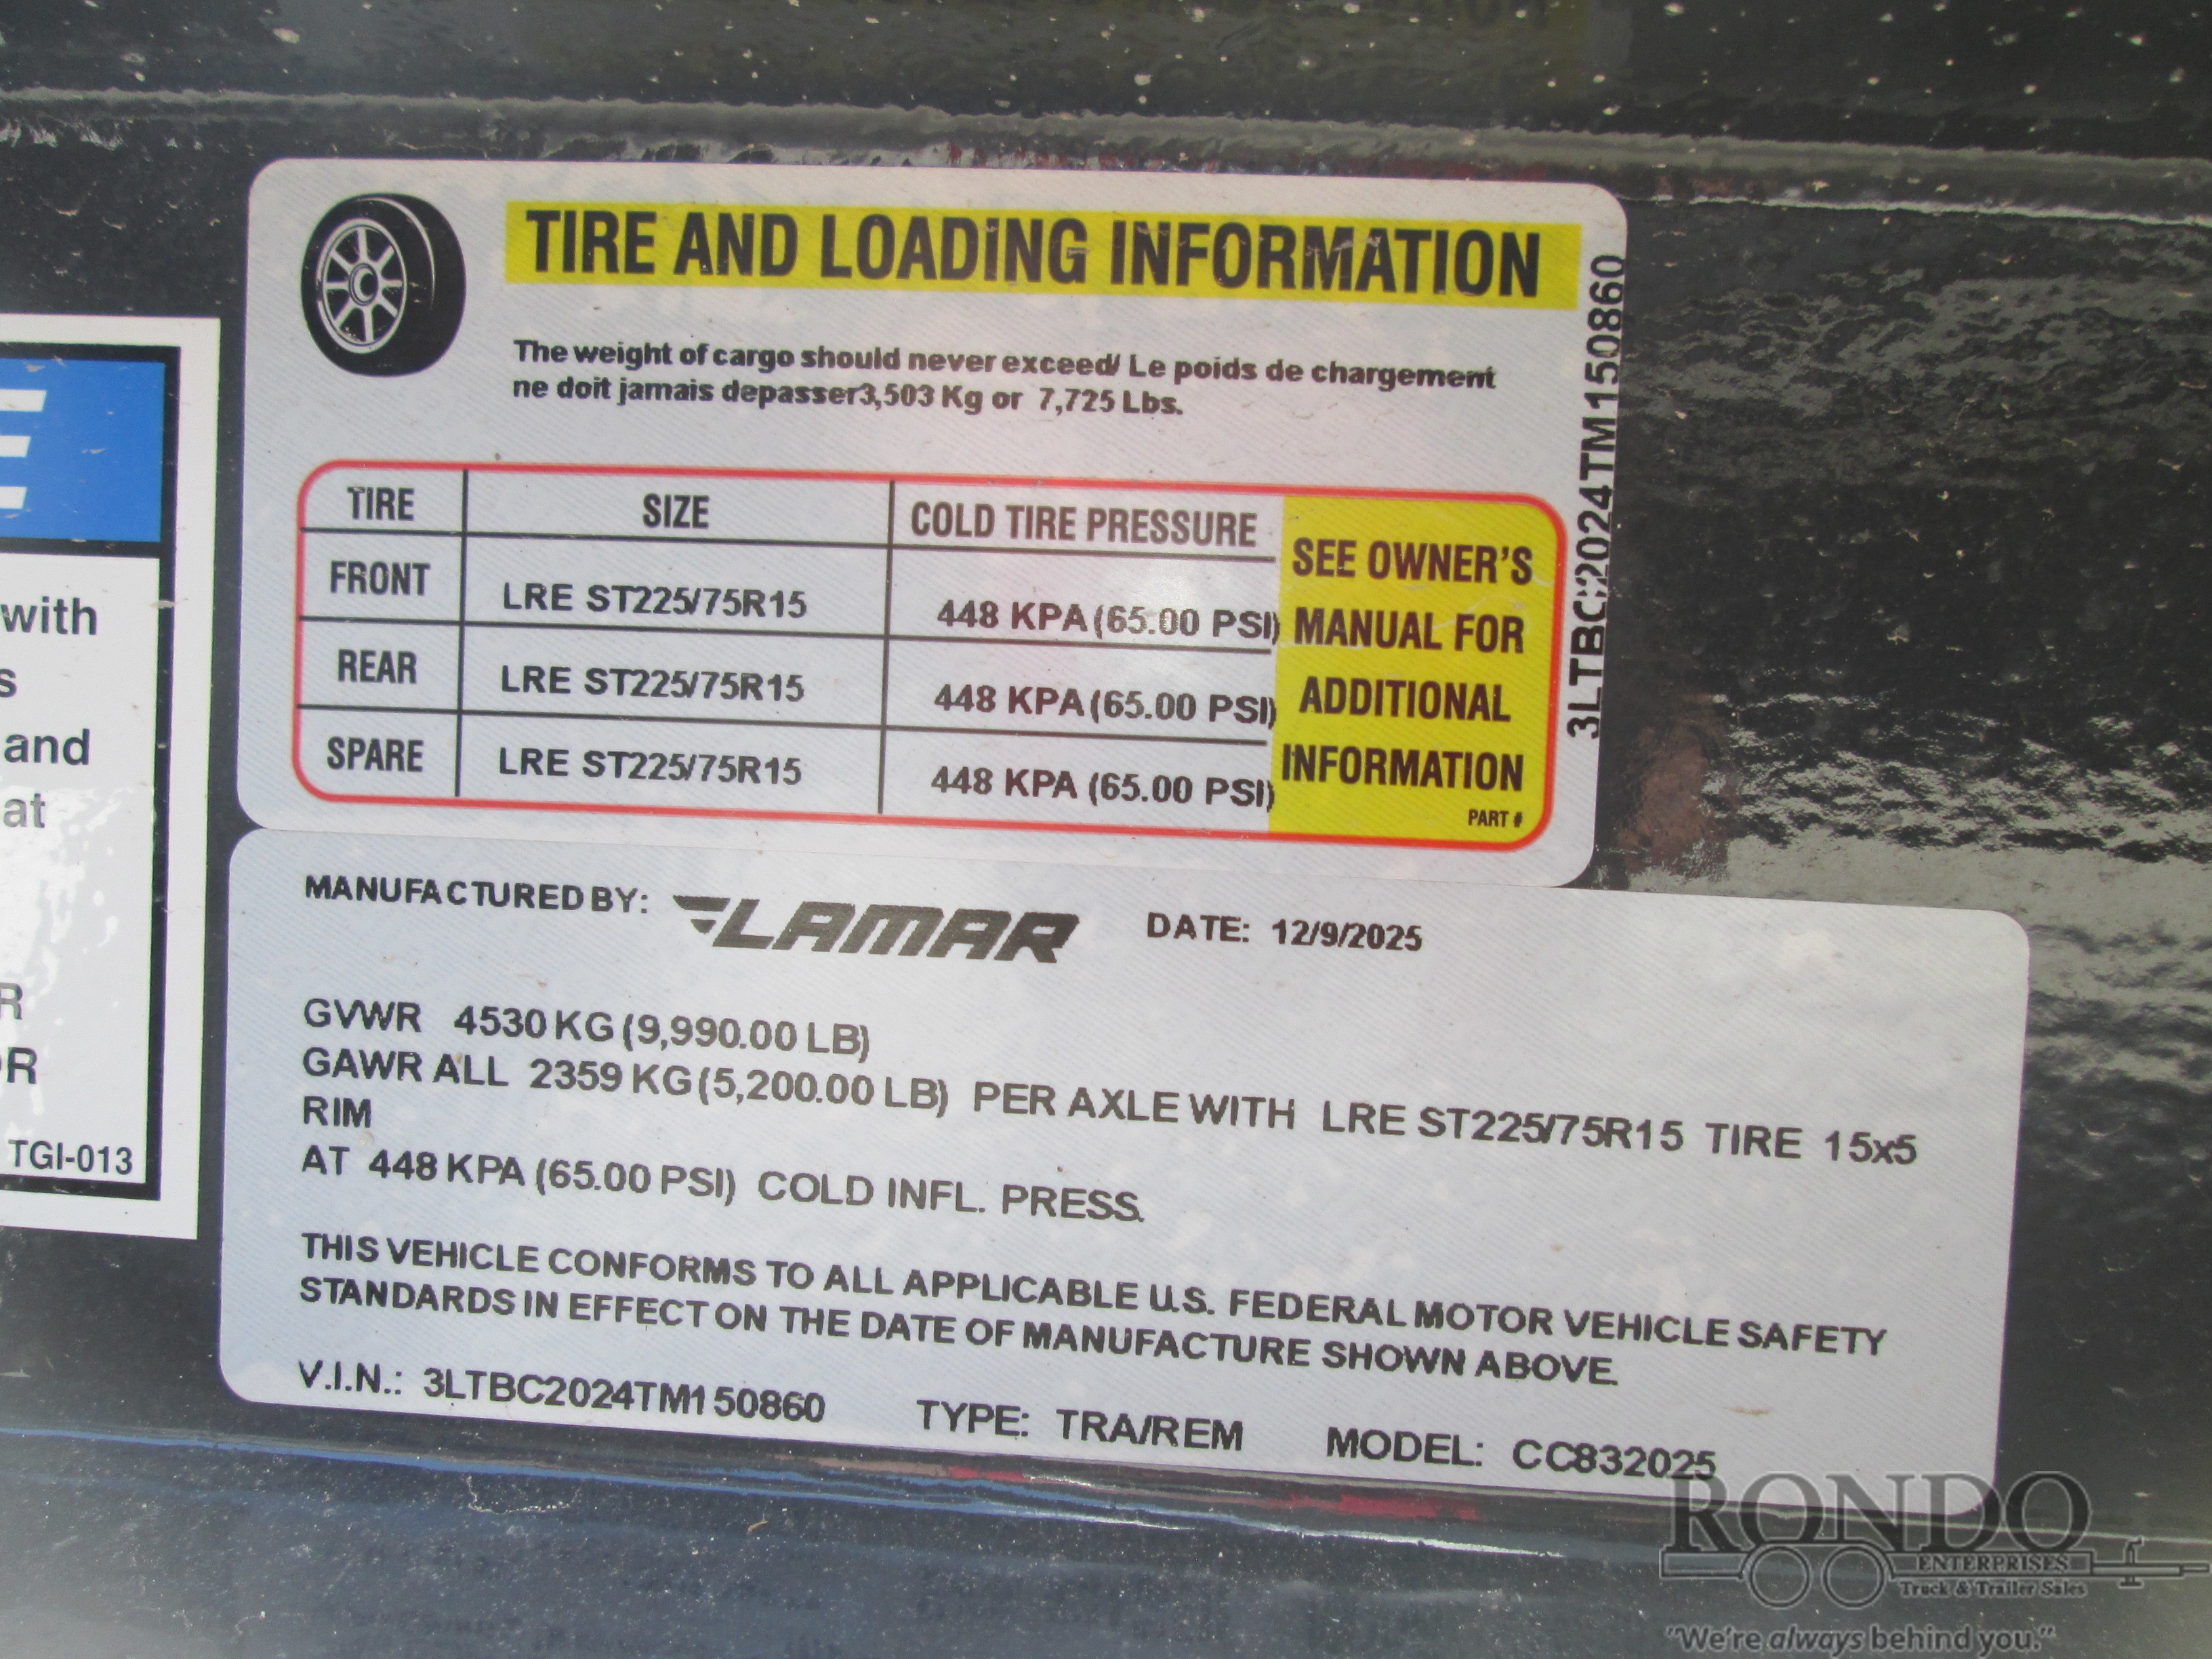 TIRE AND LOADING INFORMATION
The weight of cargo should never exceed/ Le poids de chargement
ne doit jamais depasser3,503 Kg or 7,725 Lbs.
TIRE SIZE COLD TIRE PRESSURE
FRONT LRE ST225/75R15 448 KPA (65.00 PSI)
REAR LRE ST225/75R15 448 KPA (65.00 PSI)
SPARE LRE ST225/75R15 448 KPA (65.00 PSI)
SEE OWNER'S
MANUAL FOR
ADDITIONAL
INFORMATION
PART #
3LTBC2024TM150860
with
s
and
at
R
OR
TGI-013
MANUFACTURED BY: LAMAR DATE: 12/9/2025
GVWR 4530 KG (9,990.00 LB)
GAWR ALL 2359 KG (5,200.00 LB) PER AXLE WITH LRE ST225/75R15 TIRE 15x5
RIM
AT 448 KPA (65.00 PSI) COLD INFL. PRESS.
THIS VEHICLE CONFORMS TO ALL APPLICABLE U.S. FEDERAL MOTOR VEHICLE SAFETY
STANDARDS IN EFFECT ON THE DATE OF MANUFACTURE SHOWN ABOVE.
V.I.N.: 3LTBC2024TM150860 TYPE: TRA/REM MODEL: CC832025
RONDO
ENTERPRISES
Truck & Trailer Sales
"We're always behind you."